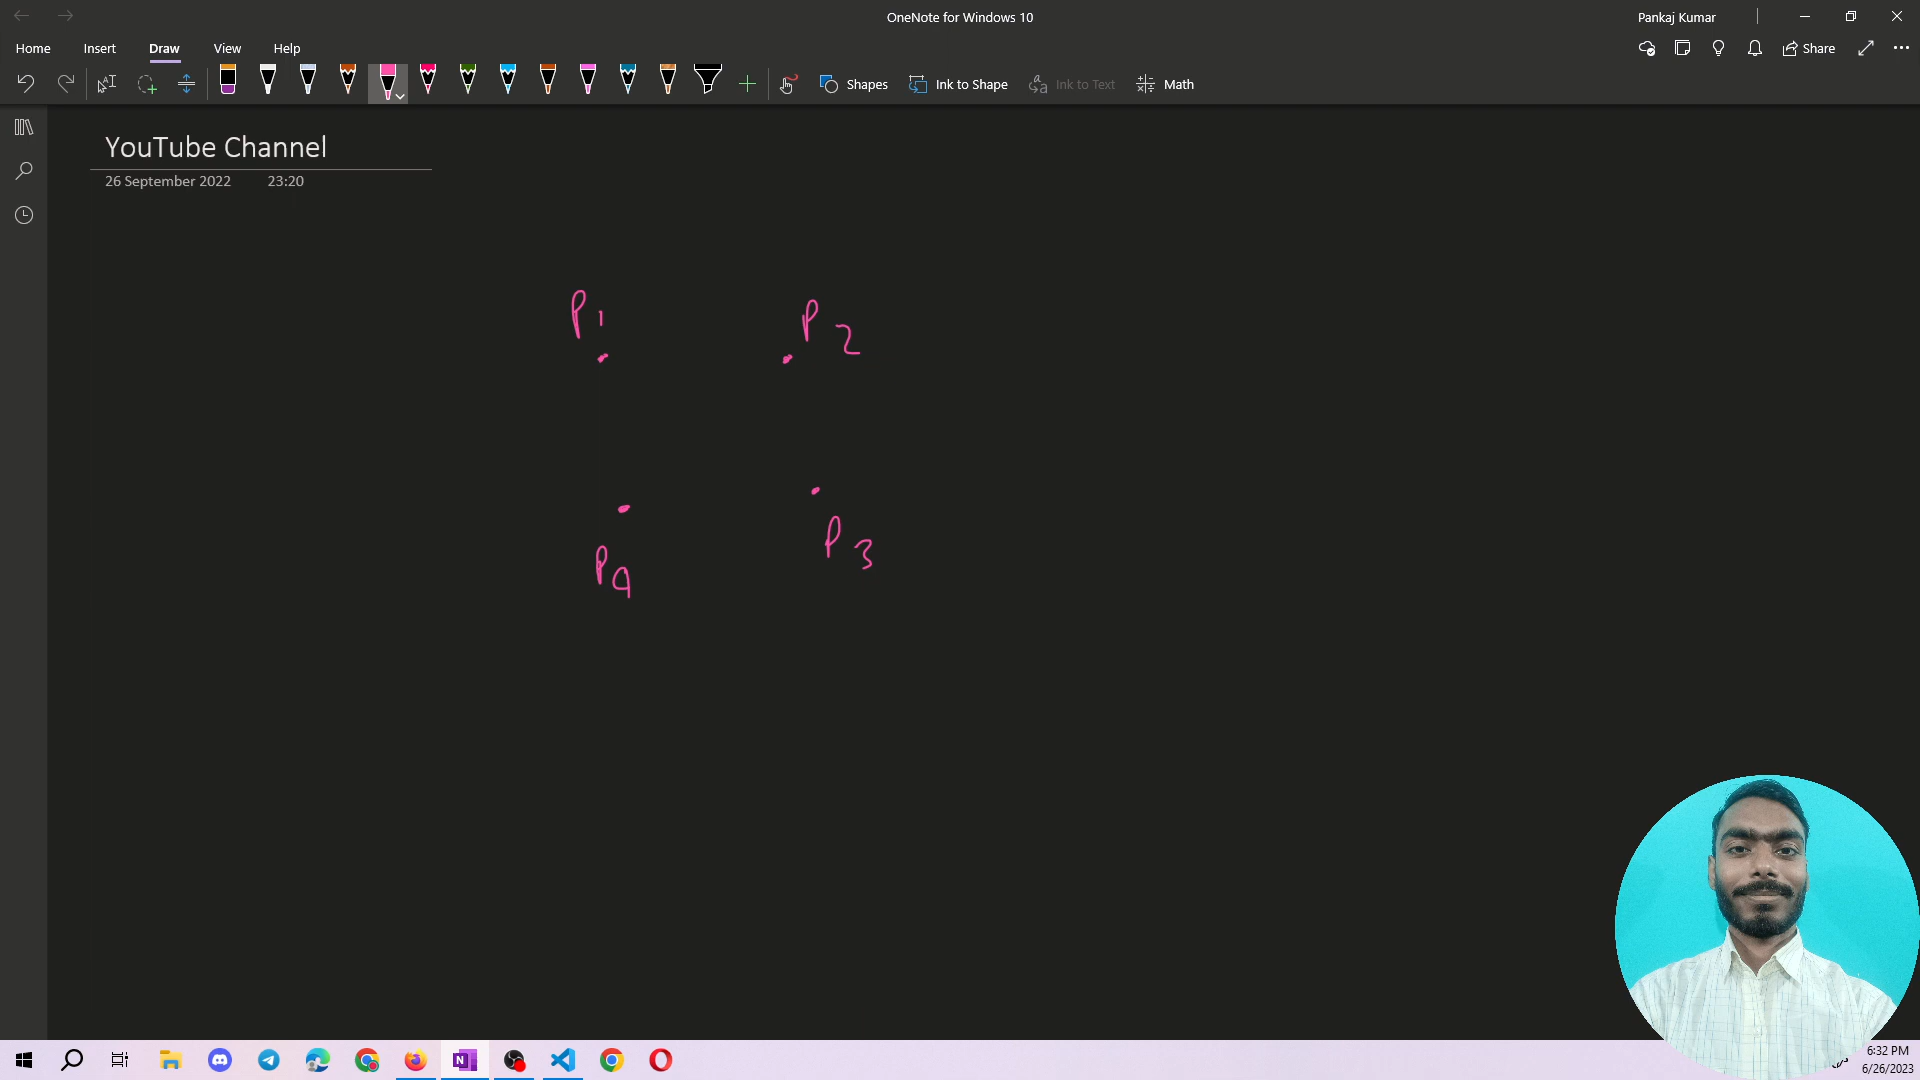 OneNote for Windows 10
Pankaj Kumar
Home Insert Draw View Help
Share
Shapes Ink to Shape Ink to Text Math
YouTube Channel
26 September 2022 23:20
P1
P2
P3
P4
6:32 PM
6/26/2023